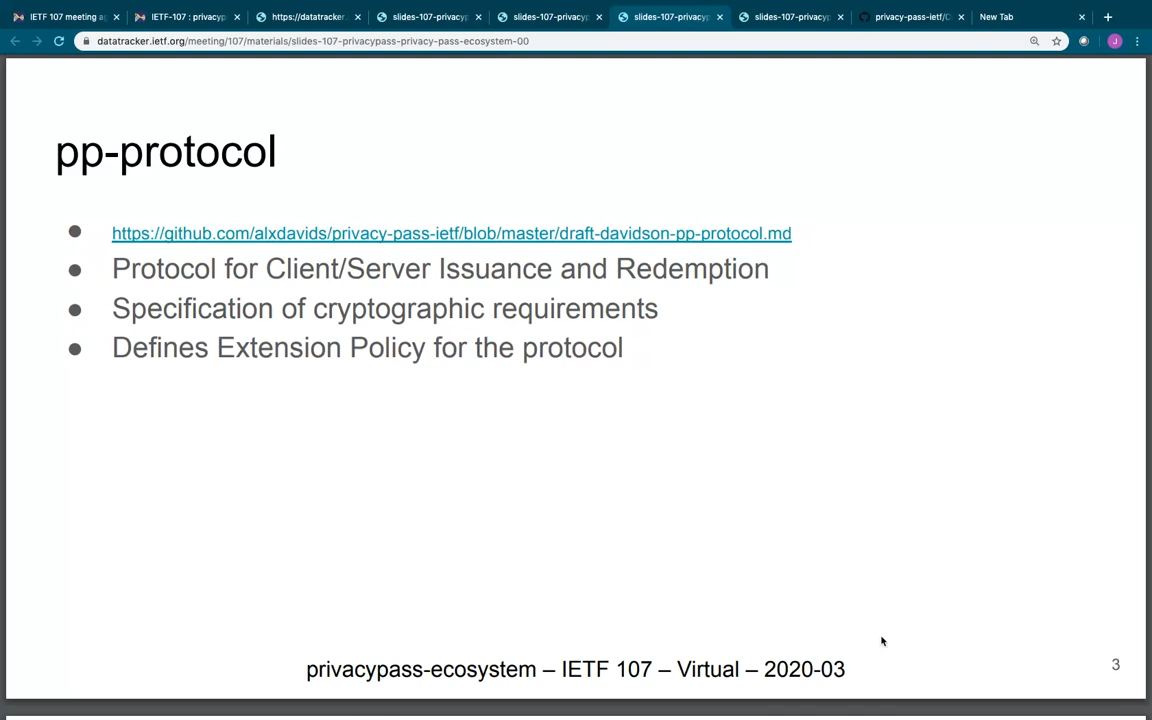 IETF 107 meeting a
IETF-107 : privacyp
https://datatracker.
slides-107-privacyp
slides-107-privacyp
slides-107-privacyp
slides-107-privacyp
privacy-pass-ietf/C
New Tab
datatracker.ietf.org/meeting/107/materials/slides-107-privacypass-privacy-pass-ecosystem-00
J
pp-protocol
● https://github.com/alxdavids/privacy-pass-ietf/blob/master/draft-davidson-pp-protocol.md
● Protocol for Client/Server Issuance and Redemption
● Specification of cryptographic requirements
● Defines Extension Policy for the protocol
privacypass-ecosystem – IETF 107 – Virtual – 2020-03
3